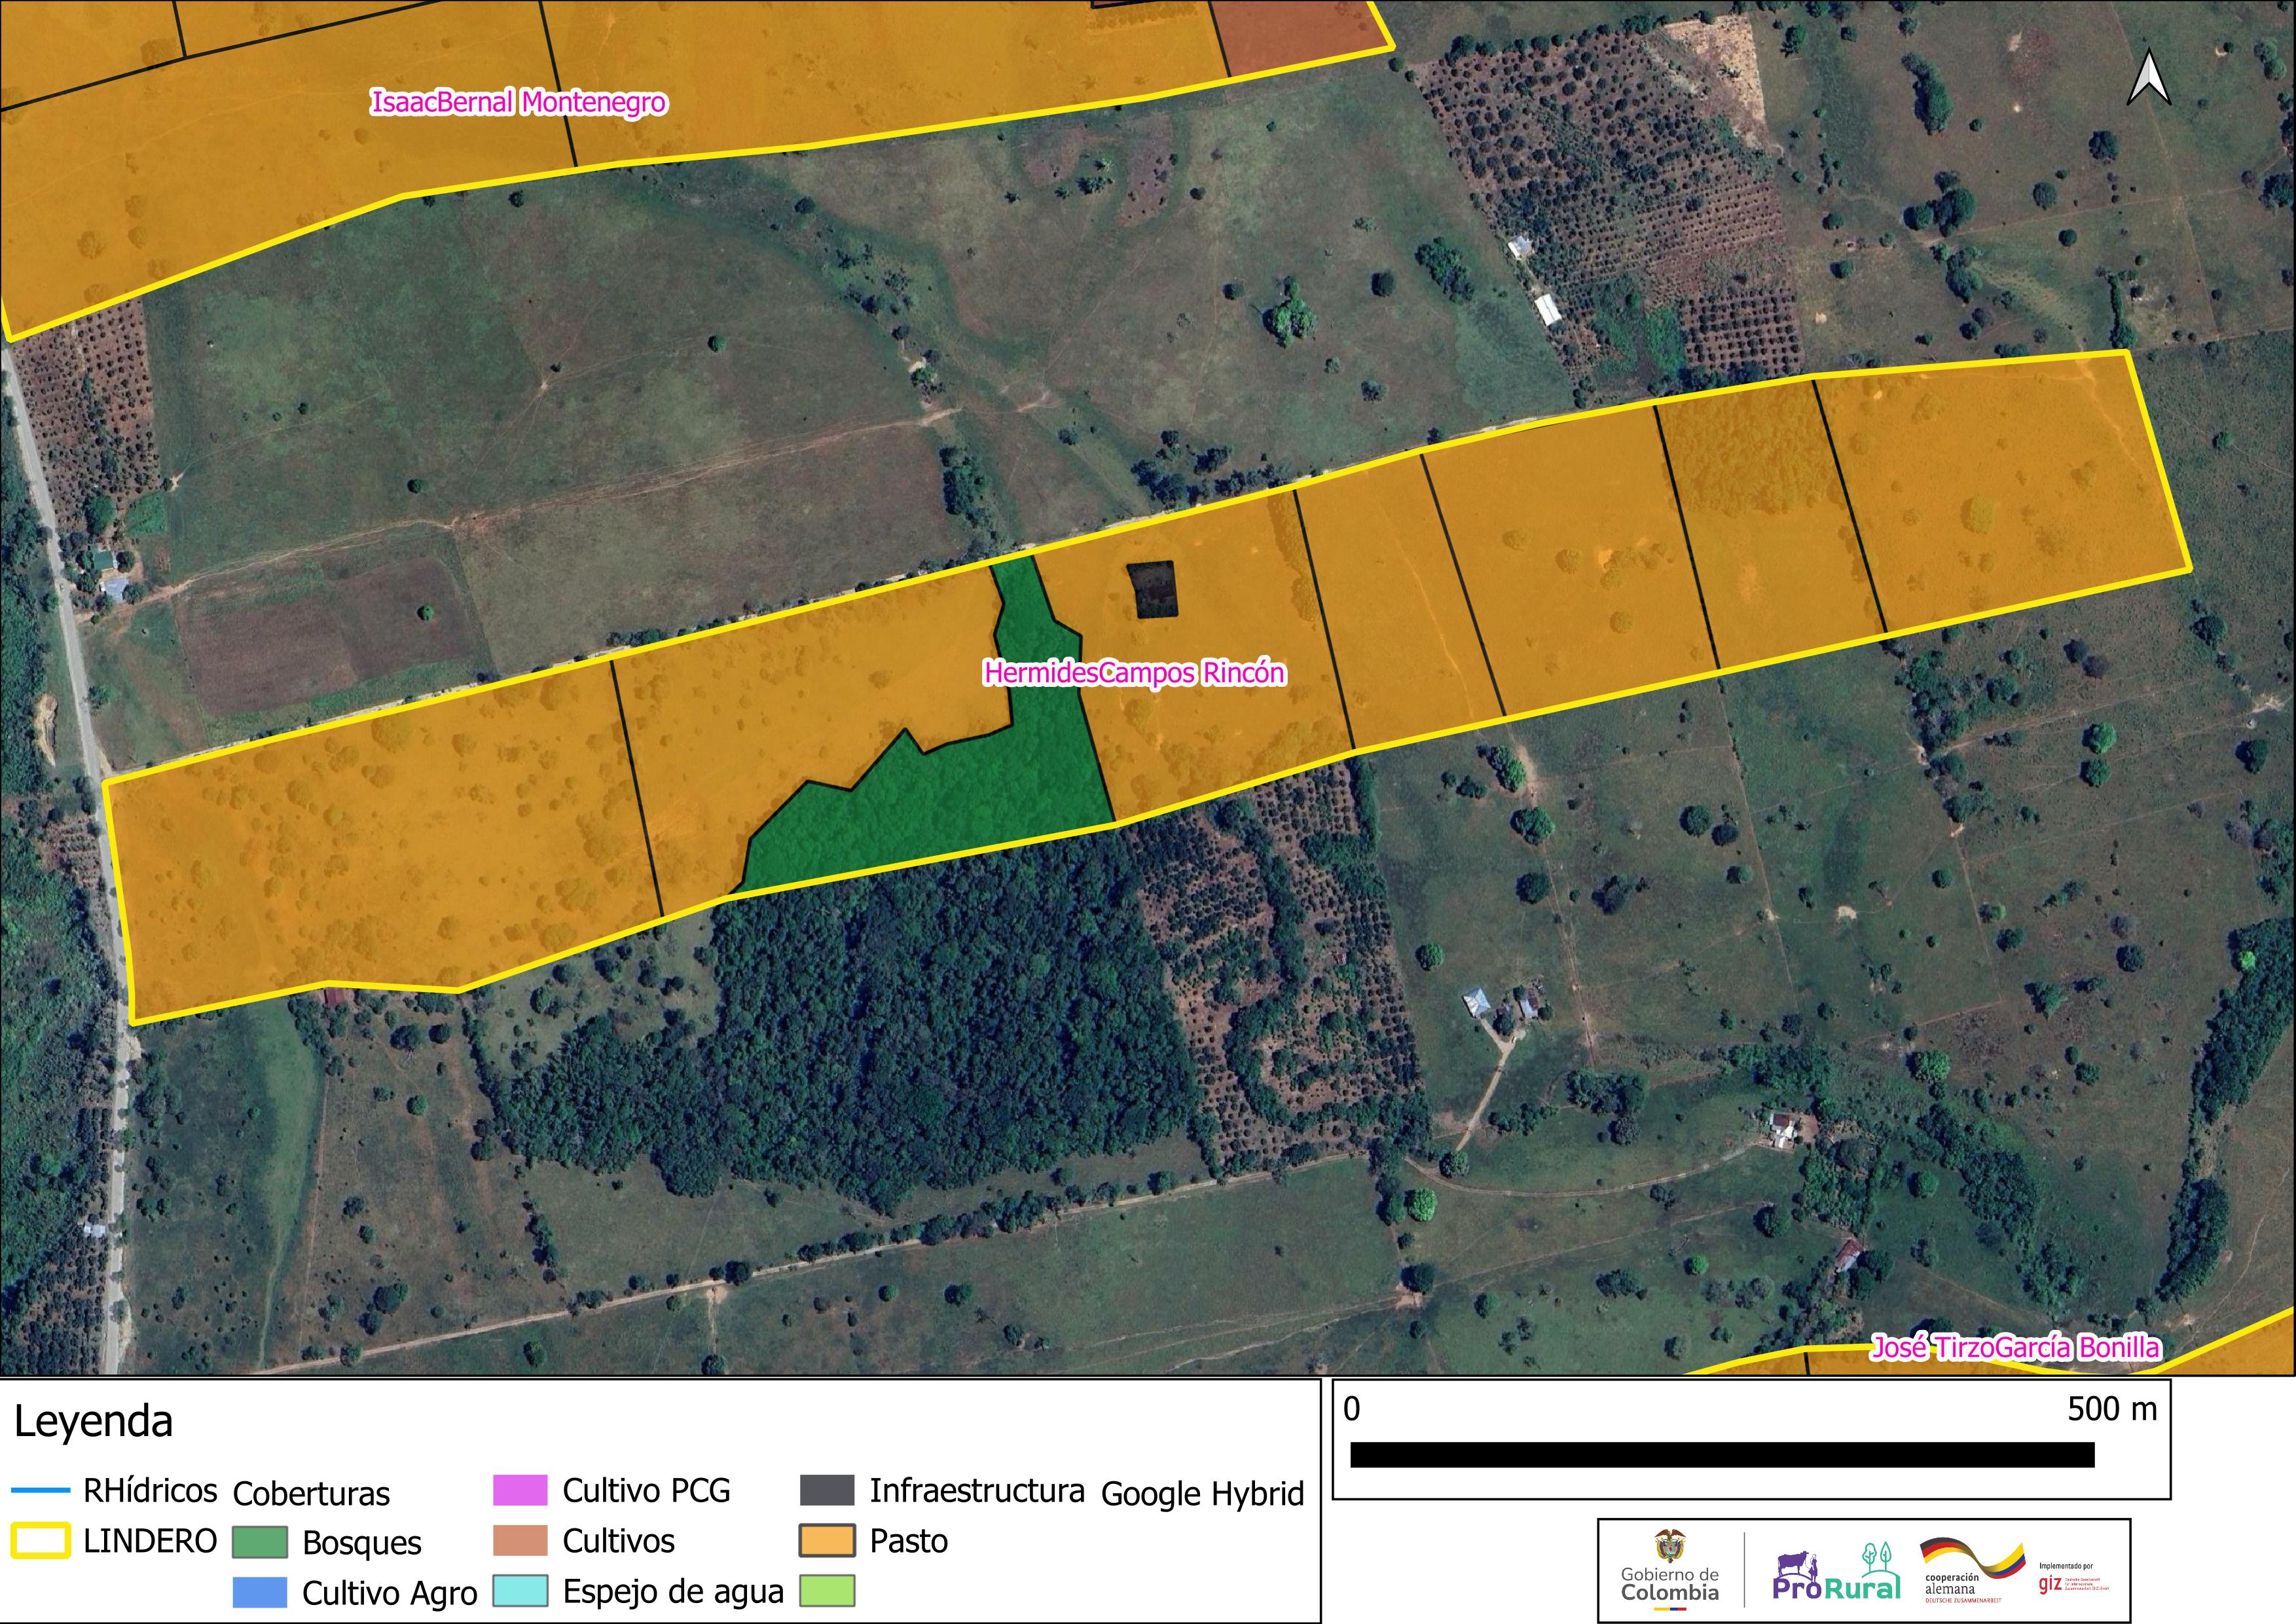 IsaacBernal Montenegro
HermidesCampos Rincón
José TirzoGarcía Bonilla
Leyenda
RHídricos
LINDERO
Coberturas
Bosques
Cultivo Agro
Cultivo PCG
Cultivos
Espejo de agua
Infraestructura
Pasto
Google Hybrid
0 500 m
Gobierno de
Colombia
ProRural
cooperación
alemana
DEUTSCHE ZUSAMMENARBEIT
Implementado por
giz